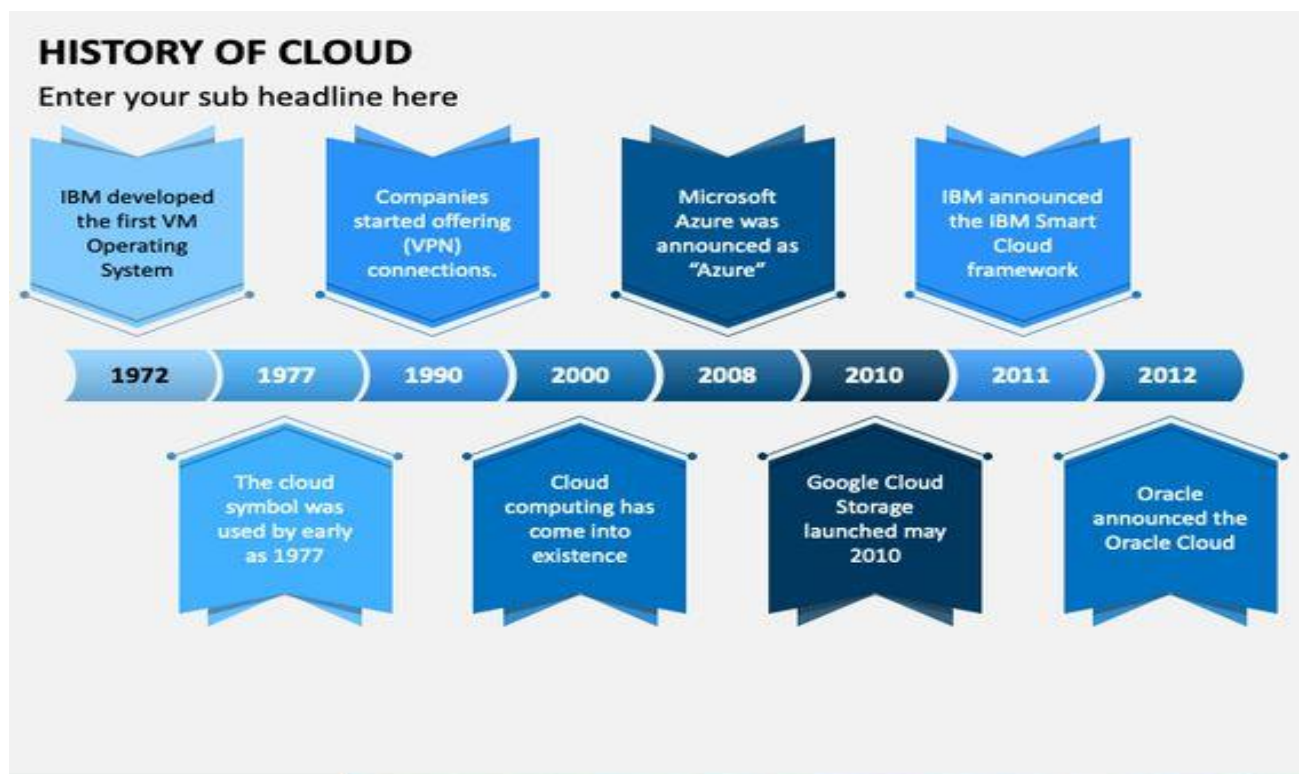 HISTORY OF CLOUD
Enter your sub headline here
IBM developed
the first VM
Operating
System
Companies
started offering
(VPN)
connections.
Microsoft
Azure was
announced as
“Azure”
IBM announced
the IBM Smart
Cloud
framework
1972
1977
1990
2000
2008
2010
2011
2012
The cloud
symbol was
used by early
as 1977
Cloud
computing has
come into
existence
Google Cloud
Storage
launched may
2010
Oracle
announced the
Oracle Cloud